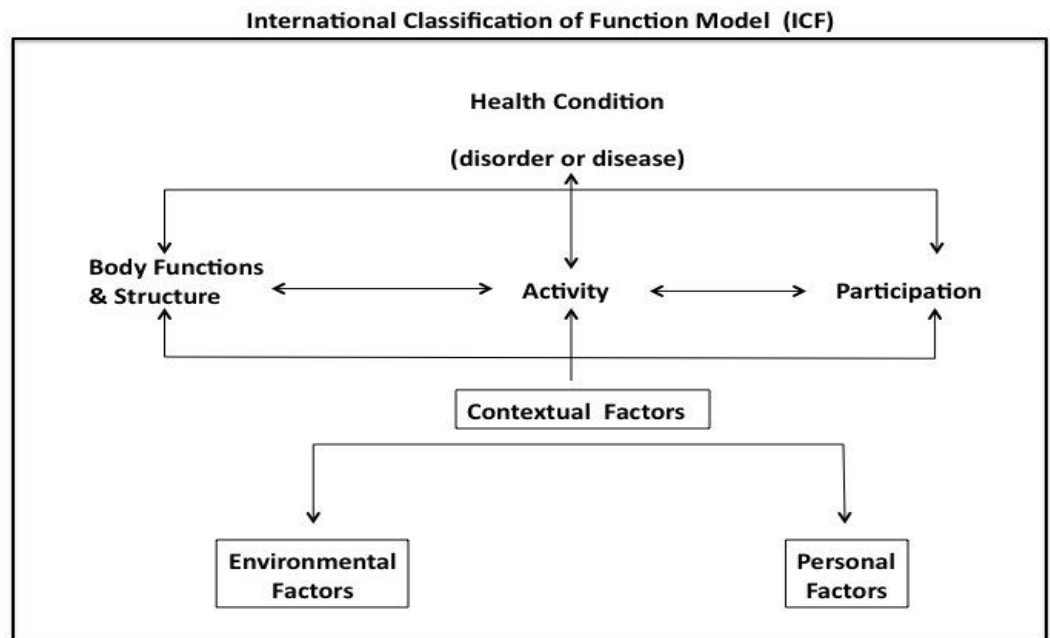 International Classification of Function Model (ICF)
Health Condition
(disorder or disease)
Body Functions
& Structure
Activity
Participation
Contextual Factors
Environmental
Factors
Personal
Factors